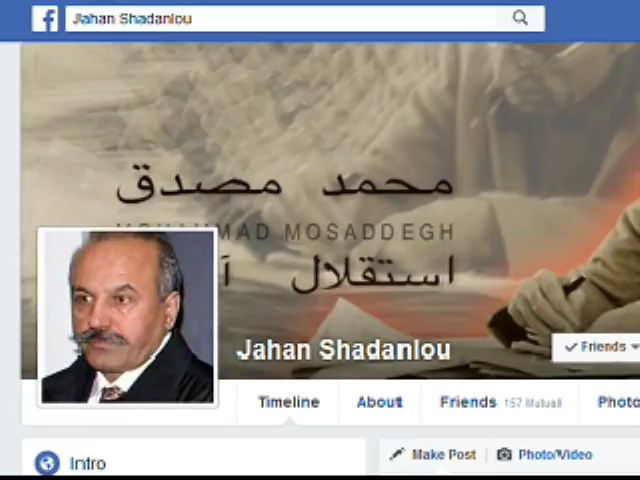 f Jahan Shadanlou
محمد مصدق
MOHAMMAD MOSADDEGH
استقلال
Jahan Shadanlou
Friends
Timeline About Friends 157 Mutual
Intro
Make Post Photo/Video